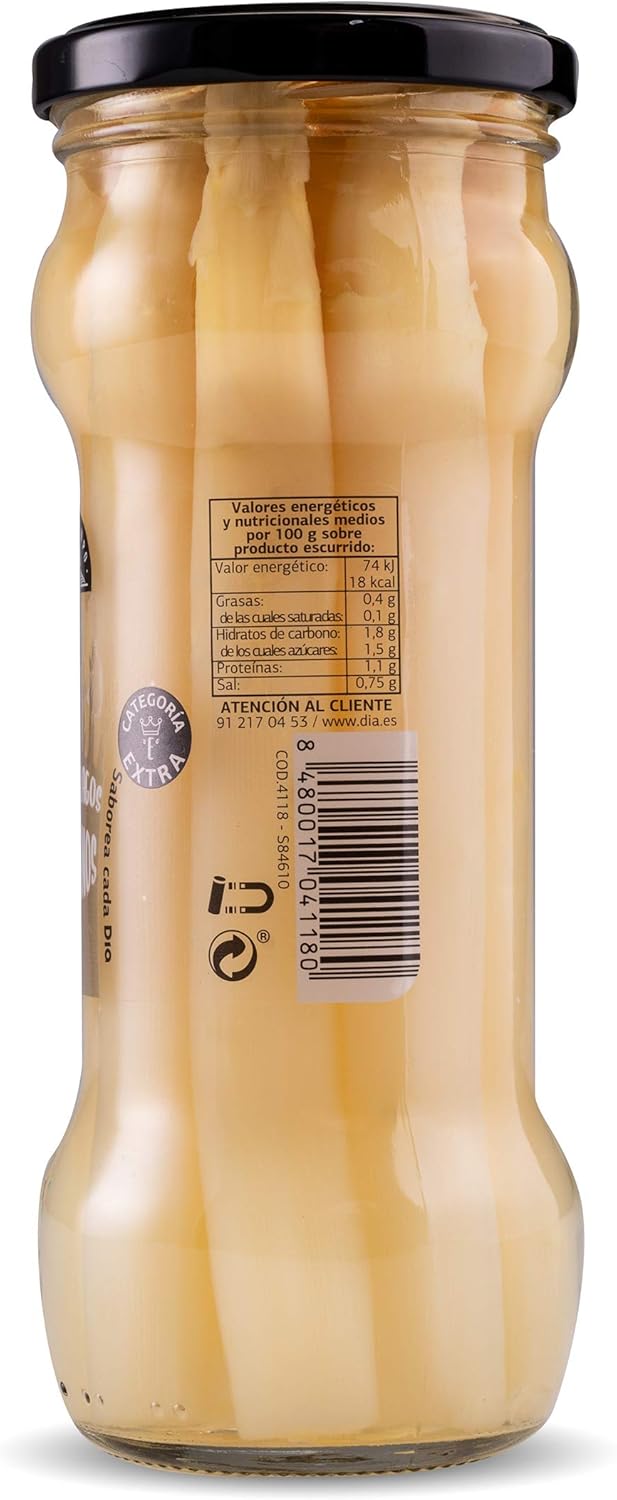 Valores energéticos
y nutricionales medios
por 100 g sobre
producto escurrido:
Valor energético: 74 kJ
18 kcal
Grasas: 0,4 g
de las cuales saturadas: 0,1 g
Hidratos de carbono: 1,8 g
de los cuales azúcares: 1,5 g
Proteínas: 1,1 g
Sal: 0,75 g
ATENCIÓN AL CLIENTE
91 217 04 53 / www.dia.es
CATEGORÍA
E
EXTRA
Saborea cada Dia
COD.4118 - S84610
8 480017 041180
®